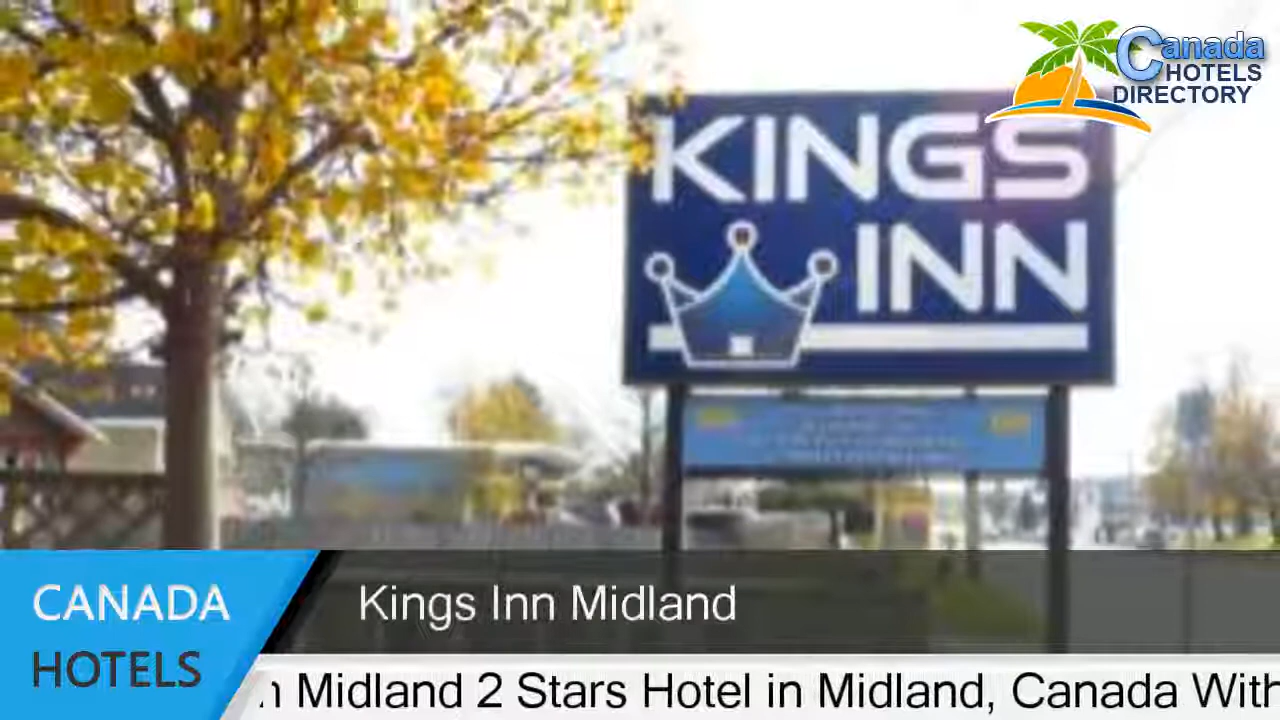 Canada
HOTELS
DIRECTORY
KINGS
INN
CANADA
HOTELS
Kings Inn Midland
Midland 2 Stars Hotel in Midland, Canada With